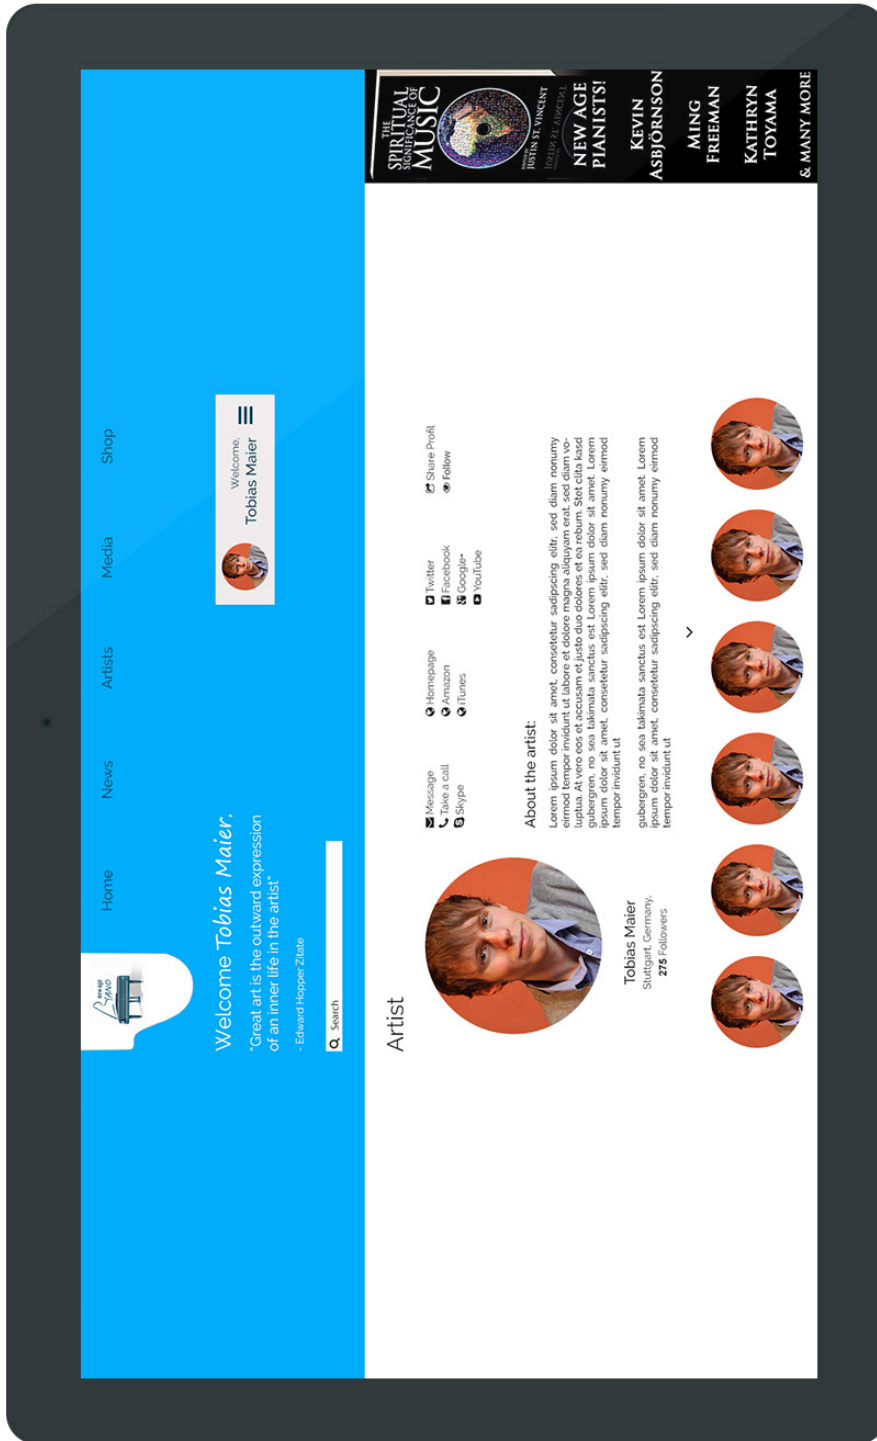 NEW AGE
PIANO
Home
News
Artists
Media
Shop
Welcome Tobias Maier.
"Great art is the outward expression
of an inner life in the artist"
- Edward Hopper Zitate
Search
Welcome,
Tobias Maier
Artist
Message
Take a call
Skype
Homepage
Amazon
iTunes
Twitter
Facebook
Google+
YouTube
Share Profil
Follow
Tobias Maier
Stuttgart, Germany.
275 Followers
About the artist:
Lorem ipsum dolor sit amet, consetetur sadipscing elitr, sed diam nonumy
eirmod tempor invidunt ut labore et dolore magna aliquyam erat, sed diam vo-
luptua. At vero eos et accusam et justo duo dolores et ea rebum. Stet clita kasd
gubergren, no sea takimata sanctus est Lorem ipsum dolor sit amet. Lorem
ipsum dolor sit amet, consetetur sadipscing elitr, sed diam nonumy eirmod
tempor invidunt ut
gubergren, no sea takimata sanctus est Lorem ipsum dolor sit amet. Lorem
ipsum dolor sit amet, consetetur sadipscing elitr, sed diam nonumy eirmod
tempor invidunt ut
THE
SPIRITUAL
SIGNIFICANCE OF
MUSIC
JUSTIN ST. VINCENT
NEW AGE
PIANISTS!
KEVIN
ASBJÖRNSON
MING
FREEMAN
KATHRYN
TOYAMA
& MANY MORE